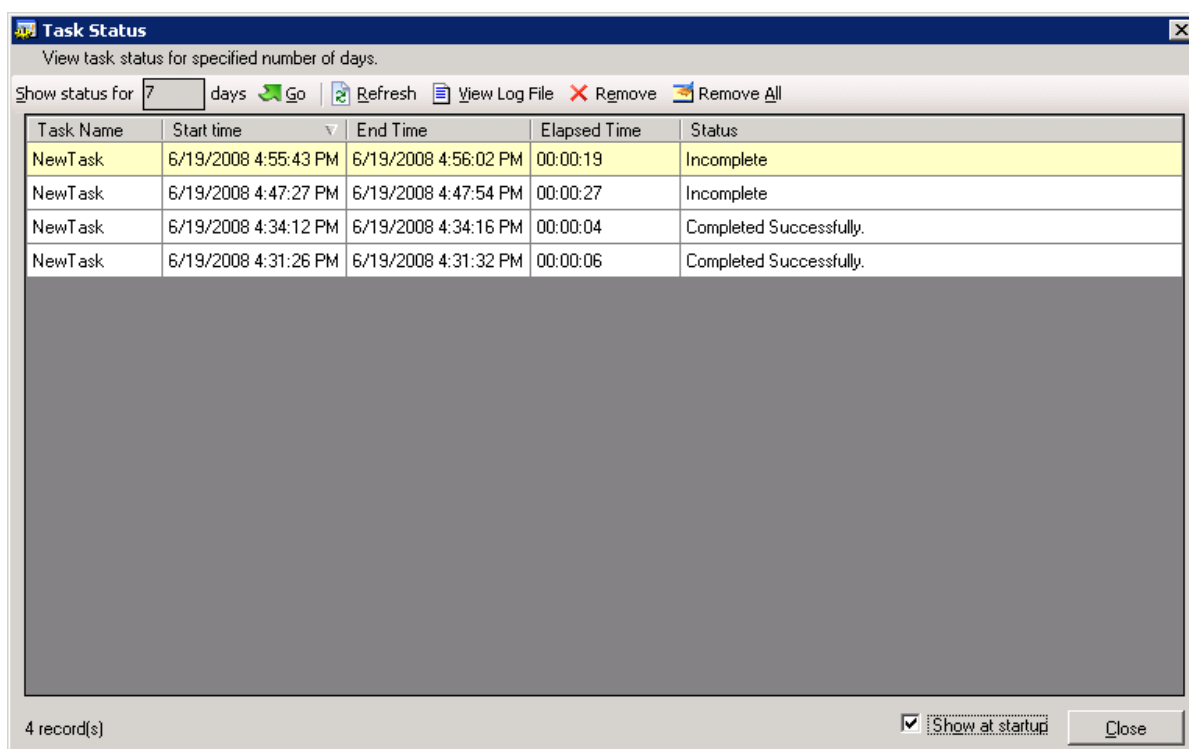 Task Status
View task status for specified number of days.
Show status for 7 days Go Refresh View Log File Remove Remove All
Task Name Start time End Time Elapsed Time Status
NewTask 6/19/2008 4:55:43 PM 6/19/2008 4:56:02 PM 00:00:19 Incomplete
NewTask 6/19/2008 4:47:27 PM 6/19/2008 4:47:54 PM 00:00:27 Incomplete
NewTask 6/19/2008 4:34:12 PM 6/19/2008 4:34:16 PM 00:00:04 Completed Successfully.
NewTask 6/19/2008 4:31:26 PM 6/19/2008 4:31:32 PM 00:00:06 Completed Successfully.
4 record(s) Show at startup Close